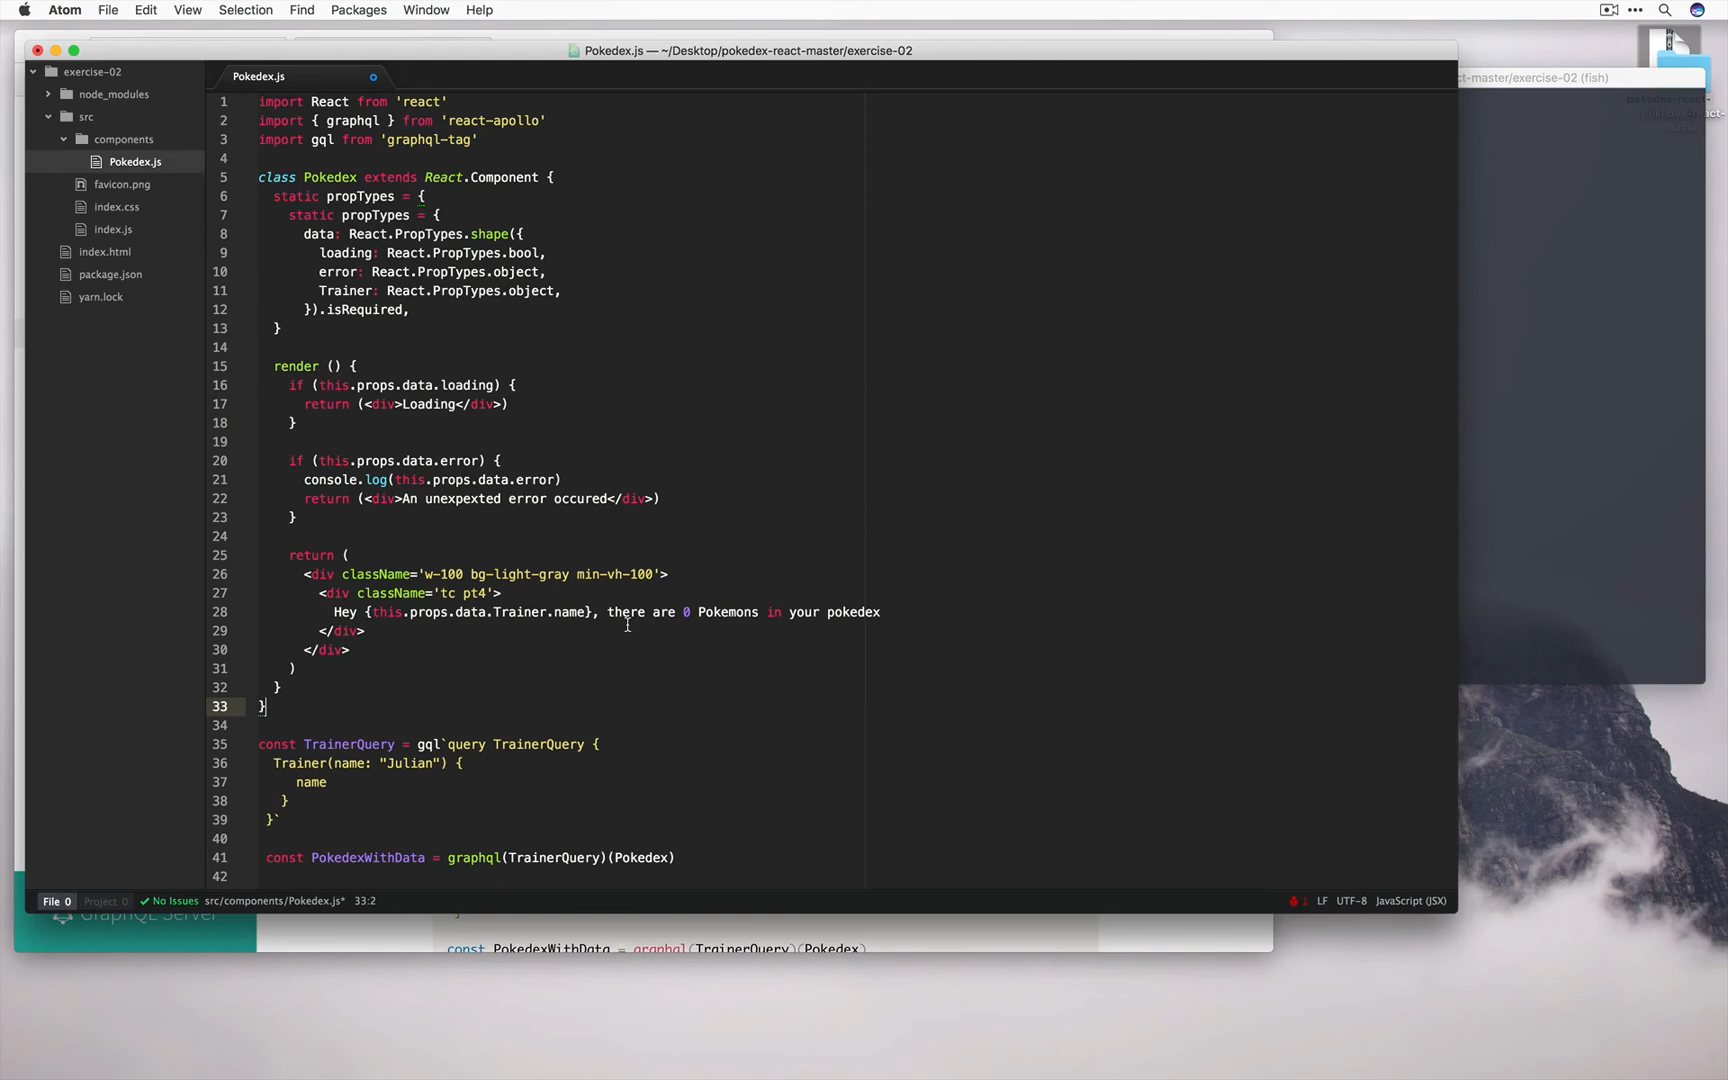 Atom File Edit View Selection Find Packages Window Help
Pokedex.js — ~/Desktop/pokedex-react-master/exercise-02
ct-master/exercise-02 (fish)
exercise-02
node_modules
src
components
Pokedex.js
favicon.png
index.css
index.js
index.html
package.json
yarn.lock
Pokedex.js
1 import React from 'react'
2 import { graphql } from 'react-apollo'
3 import gql from 'graphql-tag'
4
5 class Pokedex extends React.Component {
6 static propTypes = {
7 static propTypes = {
8 data: React.PropTypes.shape({
9 loading: React.PropTypes.bool,
10 error: React.PropTypes.object,
11 Trainer: React.PropTypes.object,
12 }).isRequired,
13 }
14
15 render () {
16 if (this.props.data.loading) {
17 return (<div>Loading</div>)
18 }
19
20 if (this.props.data.error) {
21 console.log(this.props.data.error)
22 return (<div>An unexpexted error occured</div>)
23 }
24
25 return (
26 <div className='w-100 bg-light-gray min-vh-100'>
27 <div className='tc pt4'>
28 Hey {this.props.data.Trainer.name}, there are 0 Pokemons in your pokedex
29 </div>
30 </div>
31 )
32 }
33 }
34
35 const TrainerQuery = gql`query TrainerQuery {
36 Trainer(name: "Julian") {
37 name
38 }
39 }`
40
41 const PokedexWithData = graphql(TrainerQuery)(Pokedex)
42
File 0 Project 0 No Issues src/components/Pokedex.js* 33:2 1 LF UTF-8 JavaScript (JSX)
GraphQL Server
const PokedexWithData = graphql(TrainerQuery)(Pokedex)